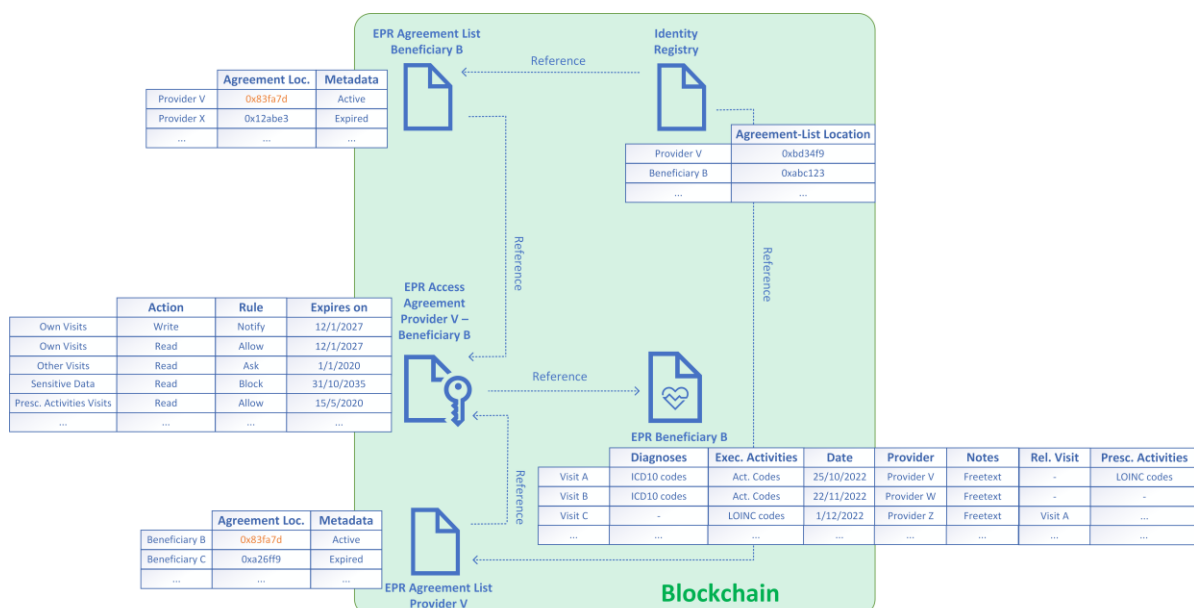 EPR Agreement List
Beneficiary B
Identity
Registry
Reference
Agreement Loc. Metadata
Provider V 0x83fa7d Active
Provider X 0x12abe3 Expired
... ... ...
Agreement-List Location
Provider V 0xbd34f9
Beneficiary B 0xabc123
... ...
Reference
Reference
EPR Access
Agreement
Provider V –
Beneficiary B
Action Rule Expires on
Own Visits Write Notify 12/1/2027
Own Visits Read Allow 12/1/2027
Other Visits Read Ask 1/1/2020
Sensitive Data Read Block 31/10/2035
Presc. Activities Visits Read Allow 15/5/2020
... ... ... ...
Reference
EPR Beneficiary B
Diagnoses Exec. Activities Date Provider Notes Rel. Visit Presc. Activities
Visit A ICD10 codes Act. Codes 25/10/2022 Provider V Freetext - LOINC codes
Visit B ICD10 codes Act. Codes 22/11/2022 Provider W Freetext - -
Visit C - LOINC codes 1/12/2022 Provider Z Freetext Visit A ...
... ... ... ... ... ... ... ...
Reference
Agreement Loc. Metadata
Beneficiary B 0x83fa7d Active
Beneficiary C 0xa26ff9 Expired
... ... ...
EPR Agreement List
Provider V
Blockchain